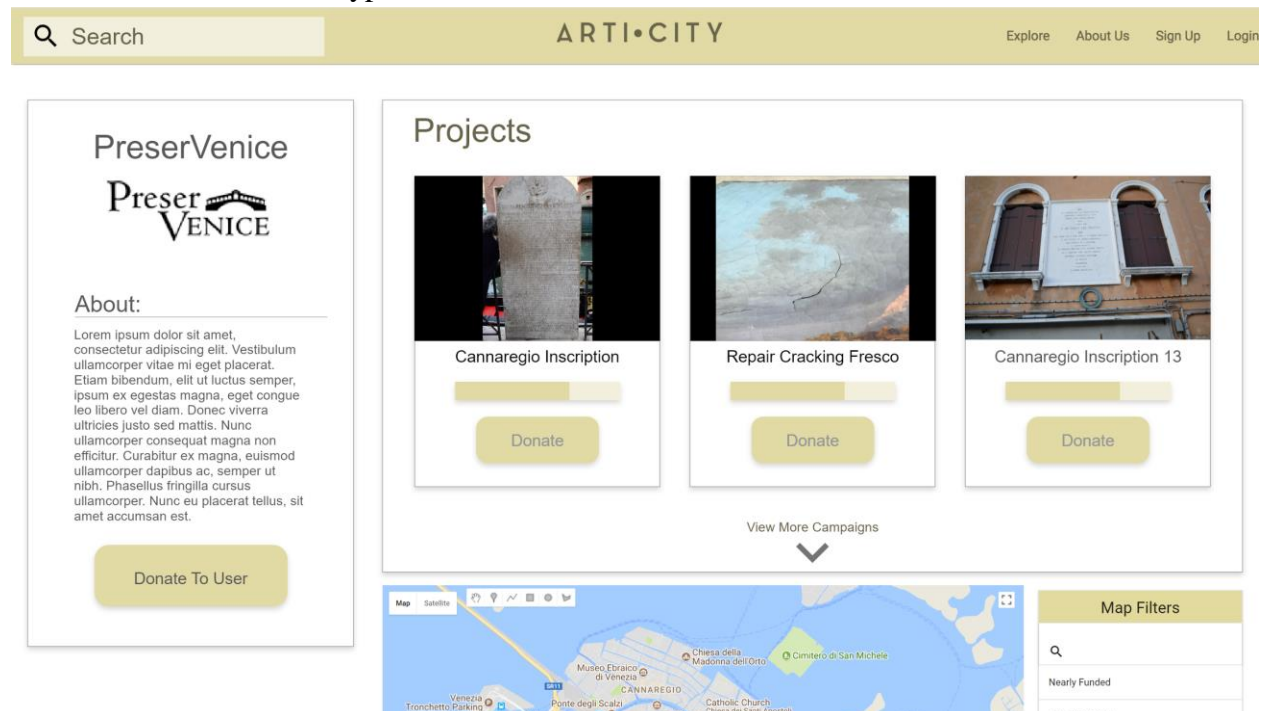 Search
ARTI•CITY
Explore
About Us
Sign Up
Login
PreserVenice
Preser
VENICE
About:
Lorem ipsum dolor sit amet,
consectetur adipiscing elit. Vestibulum
ullamcorper vitae mi eget placerat.
Etiam bibendum, elit ut luctus semper,
ipsum ex egestas magna, eget congue
leo libero vel diam. Donec viverra
ultricies justo sed mattis. Nunc
ullamcorper consequat magna non
efficitur. Curabitur ex magna, euismod
ullamcorper dapibus ac, semper ut
nibh. Phasellus fringilla cursus
ullamcorper. Nunc eu placerat tellus, sit
amet accumsan est.
Donate To User
Projects
Cannaregio Inscription
Donate
Repair Cracking Fresco
Donate
Cannaregio Inscription 13
Donate
View More Campaigns
Map
Satellite
Chiesa della
Madonna dell'Orto
Cimitero di San Michele
Museo Ebraico
di Venezia
SR11
CANNAREGIO
Venezia
Tronchetto Parking
Ponte degli Scalzi
Catholic Church
Map Filters
Nearly Funded